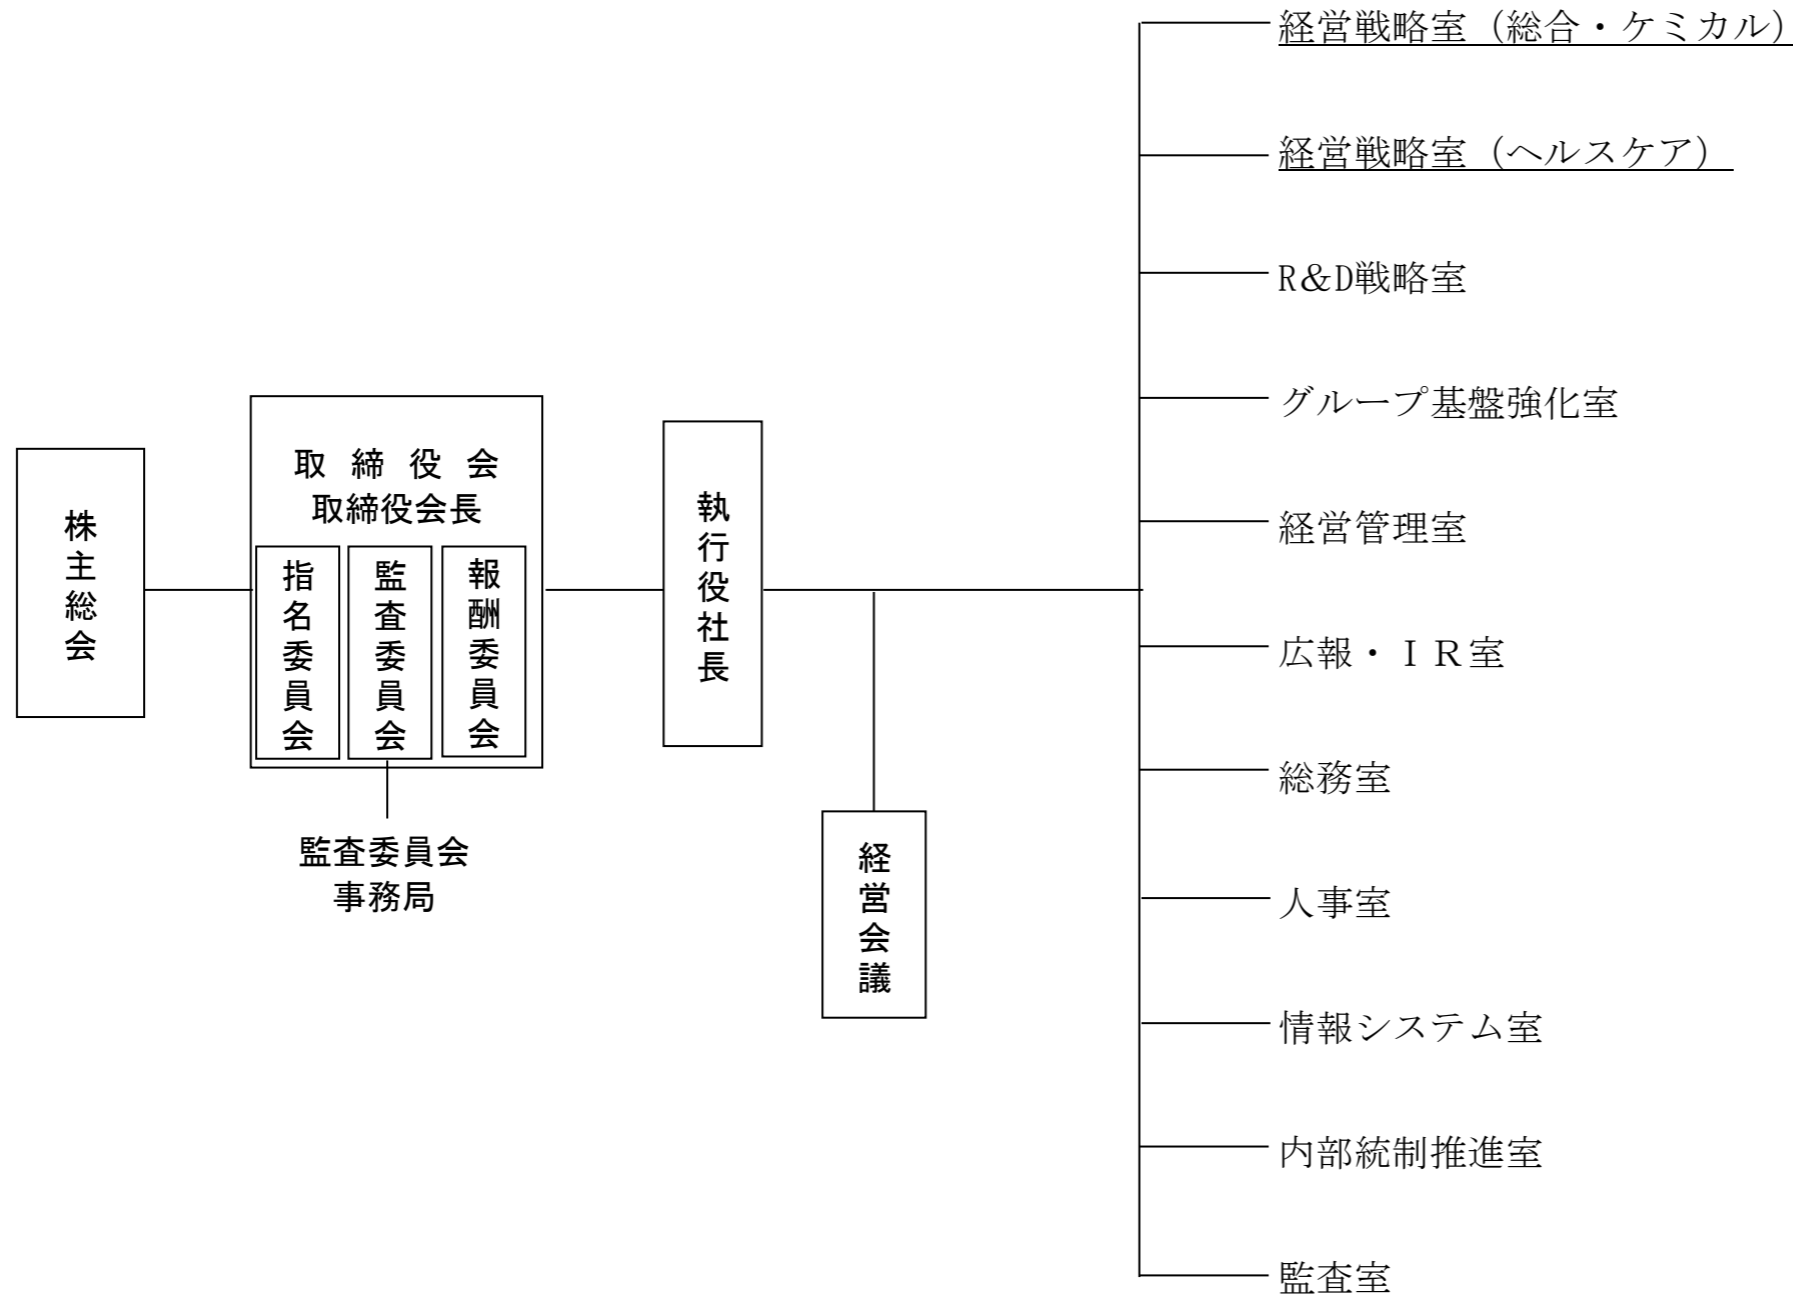 株主総会
取締役会
取締役会長
指名委員会
監査委員会
報酬委員会
監査委員会
事務局
執行役社長
経営会議
経営戦略室（総合・ケミカル）
経営戦略室（ヘルスケア）
R＆D戦略室
グループ基盤強化室
経営管理室
広報・ＩＲ室
総務室
人事室
情報システム室
内部統制推進室
監査室